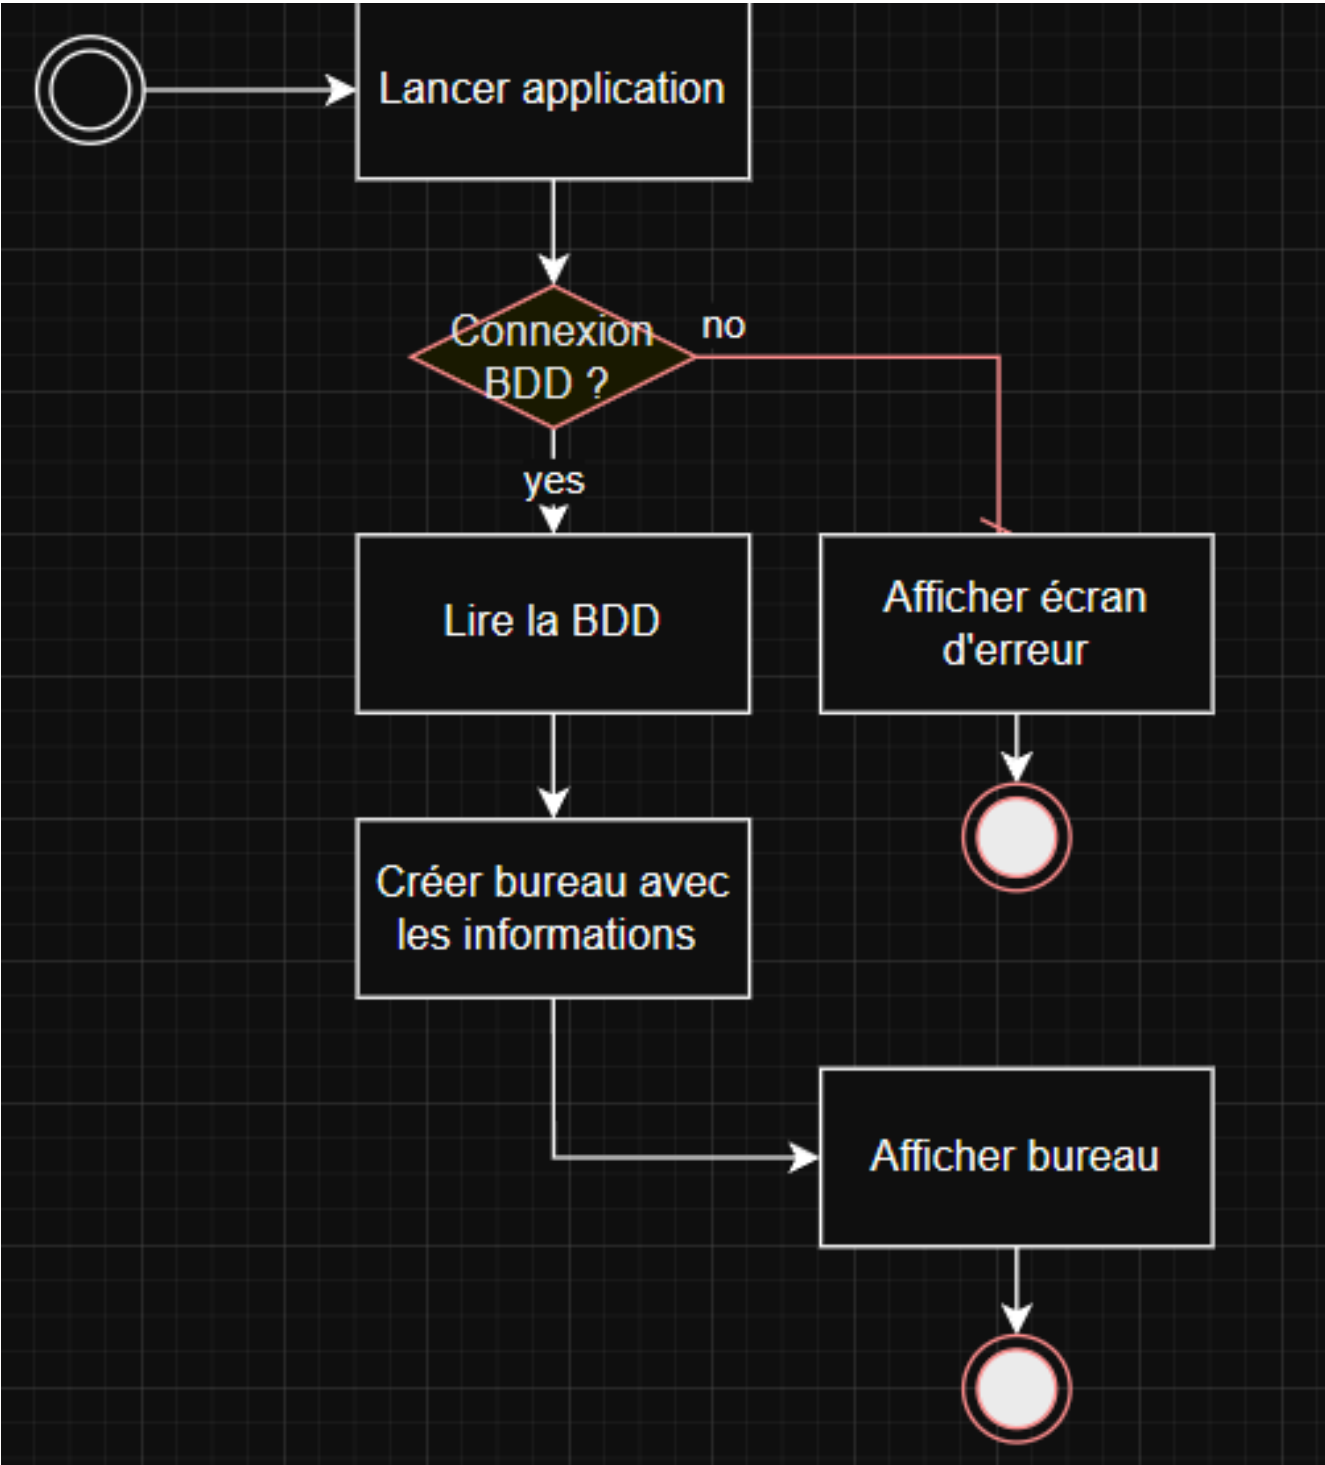 Lancer application
Connexion
BDD ?
no
yes
Lire la BDD
Afficher écran
d'erreur
Créer bureau avec
les informations
Afficher bureau